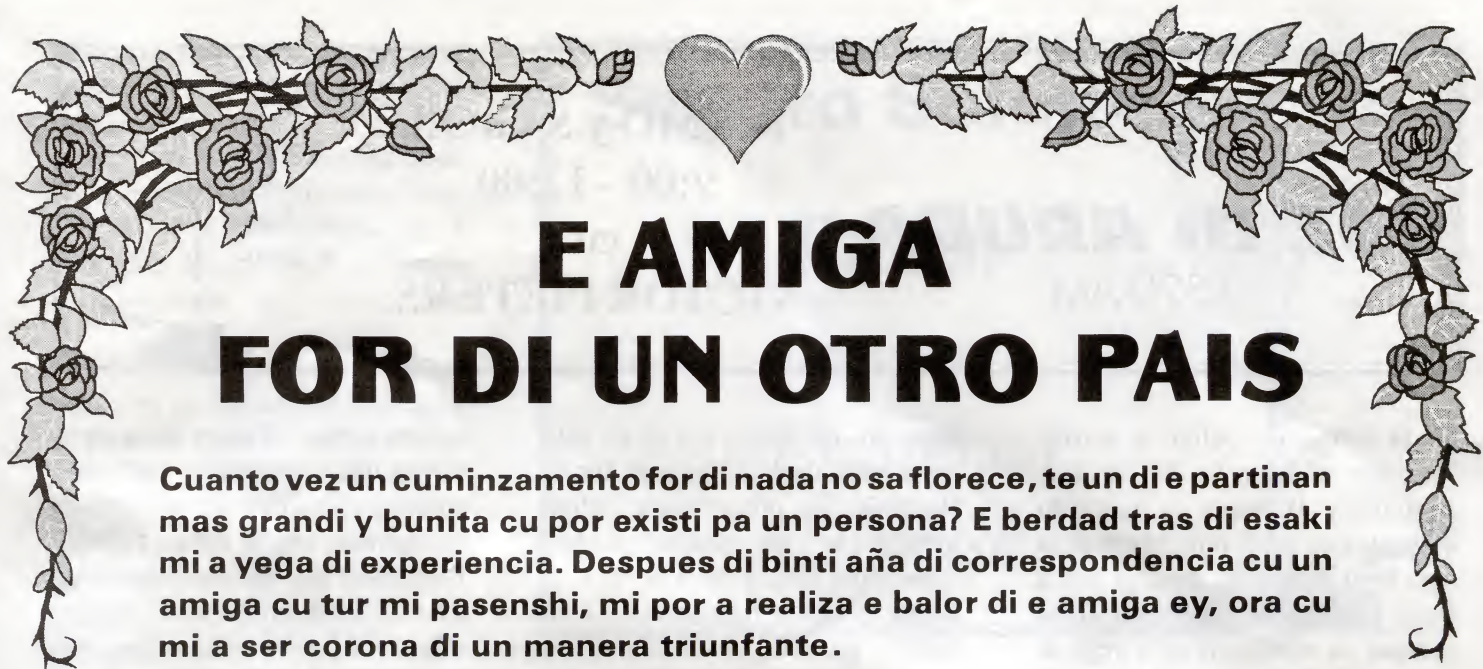 E AMIGA
FOR DI UN OTRO PAIS
Cuanto vez un cuminzamento for di nada no sa florece, te un di e partinan
mas grandi y bunita cu por existi pa un persona? E berdad tras di esaki
mi a yega di experiencia. Despues di binti aña di correspondencia cu un
amiga cu tur mi pasenshi, mi por a realiza e balor di e amiga ey, ora cu
mi a ser corona di un manera triunfante.